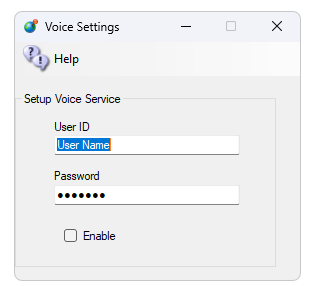 Voice Settings
Help
Setup Voice Service
User ID
User Name
Password
•••••••
Enable